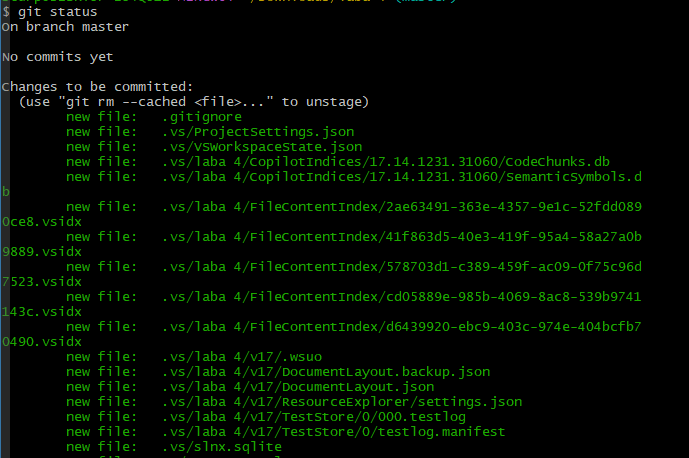 $ git status
On branch master
No commits yet
Changes to be committed:
(use "git rm --cached <file>..." to unstage)
new file: .gitignore
new file: .vs/ProjectSettings.json
new file: .vs/VSWorkspaceState.json
new file: .vs/laba 4/CopilotIndices/17.14.1231.31060/CodeChunks.db
new file: .vs/laba 4/CopilotIndices/17.14.1231.31060/SemanticSymbols.d
b
new file: .vs/laba 4/FileContentIndex/2ae63491-363e-4357-9e1c-52fdd089
0ce8.vsidx
new file: .vs/laba 4/FileContentIndex/41f863d5-40e3-419f-95a4-58a27a0b
9889.vsidx
new file: .vs/laba 4/FileContentIndex/578703d1-c389-459f-ac09-0f75c96d
7523.vsidx
new file: .vs/laba 4/FileContentIndex/cd05889e-985b-4069-8ac8-539b9741
143c.vsidx
new file: .vs/laba 4/FileContentIndex/d6439920-ebc9-403c-974e-404bcfb7
0490.vsidx
new file: .vs/laba 4/v17/.wsuo
new file: .vs/laba 4/v17/DocumentLayout.backup.json
new file: .vs/laba 4/v17/DocumentLayout.json
new file: .vs/laba 4/v17/ResourceExplorer/settings.json
new file: .vs/laba 4/v17/TestStore/0/000.testlog
new file: .vs/laba 4/v17/TestStore/0/testlog.manifest
new file: .vs/slnx.sqlite